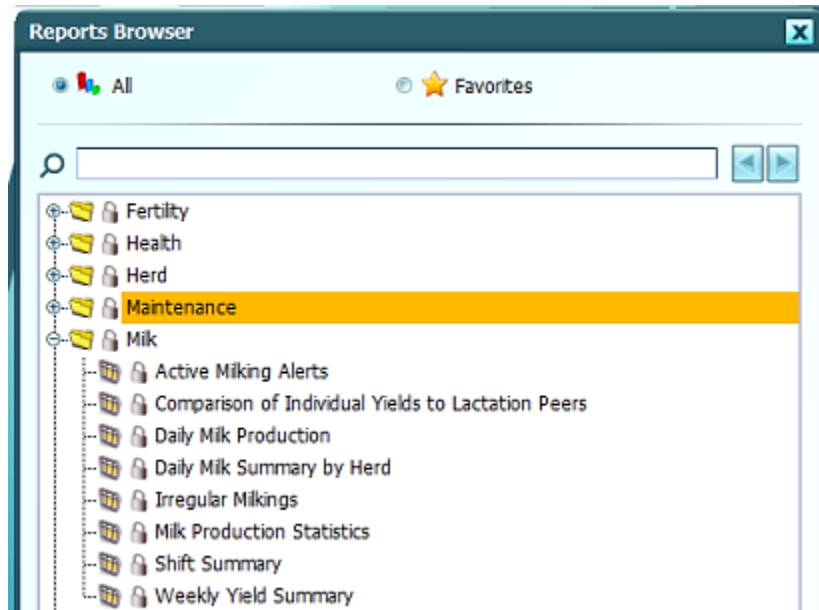 Reports Browser
All Favorites
Fertility
Health
Herd
Maintenance
Milk
Active Milking Alerts
Comparison of Individual Yields to Lactation Peers
Daily Milk Production
Daily Milk Summary by Herd
Irregular Milkings
Milk Production Statistics
Shift Summary
Weekly Yield Summary